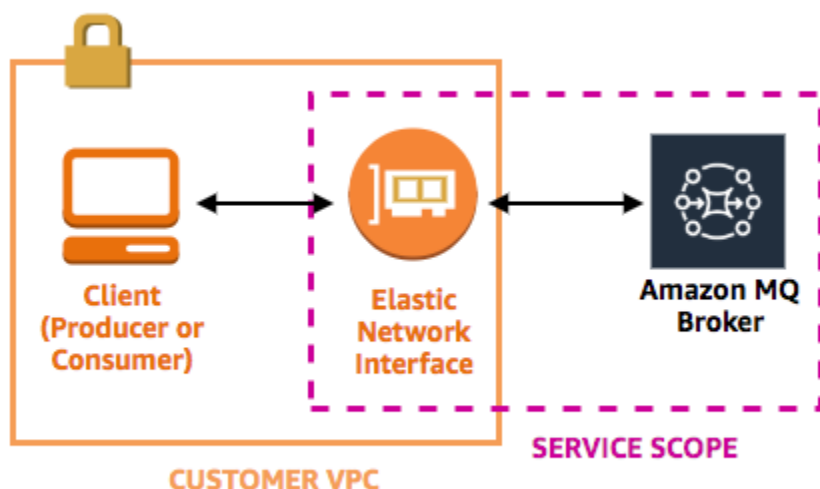 Client
(Producer or
Consumer)
Elastic
Network
Interface
Amazon MQ
Broker
SERVICE SCOPE
CUSTOMER VPC